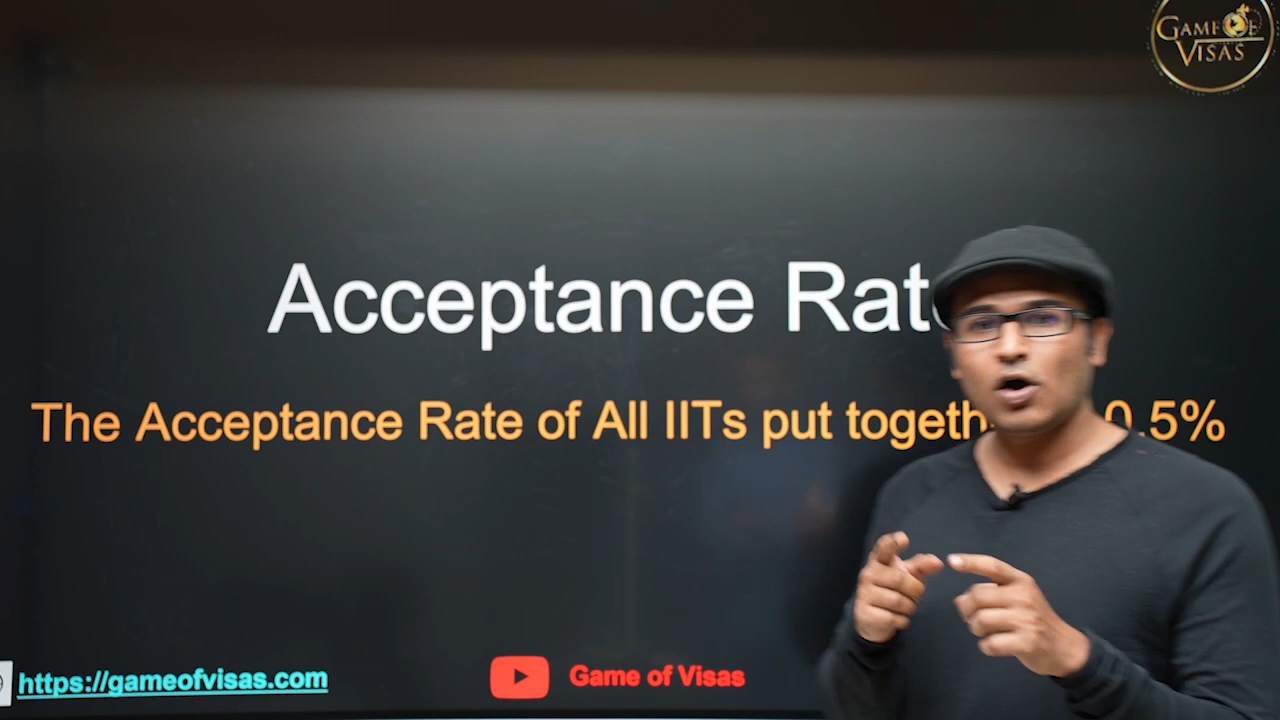 GAME OF
VISAS
Acceptance Rate
The Acceptance Rate of All IITs put togeth 0.5%
https://gameofvisas.com
Game of Visas